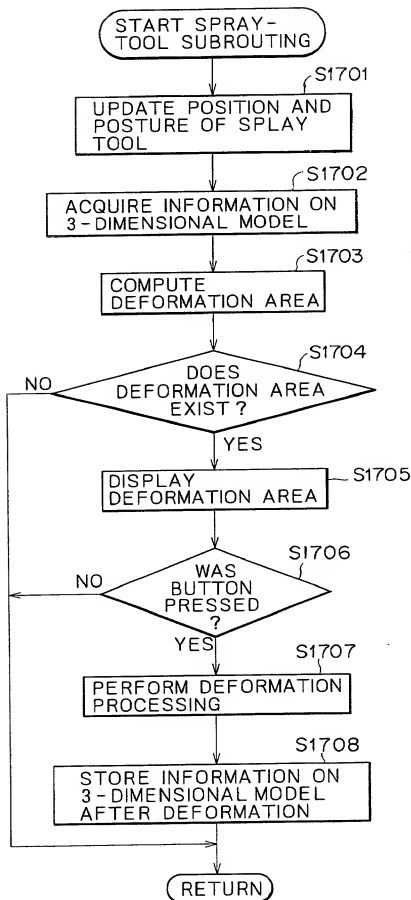 START SPRAY-
TOOL SUBROUTING
S1701
UPDATE POSITION AND
POSTURE OF SPLAY
TOOL
S1702
ACQUIRE INFORMATION ON
3-DIMENSIONAL MODEL
S1703
COMPUTE
DEFORMATION AREA
S1704
DOES
DEFORMATION AREA
EXIST?
NO
YES
S1705
DISPLAY
DEFORMATION AREA
S1706
WAS
BUTTON
PRESSED
?
NO
YES
S1707
PERFORM DEFORMATION
PROCESSING
S1708
STORE INFORMATION ON
3-DIMENSIONAL MODEL
AFTER DEFORMATION
RETURN